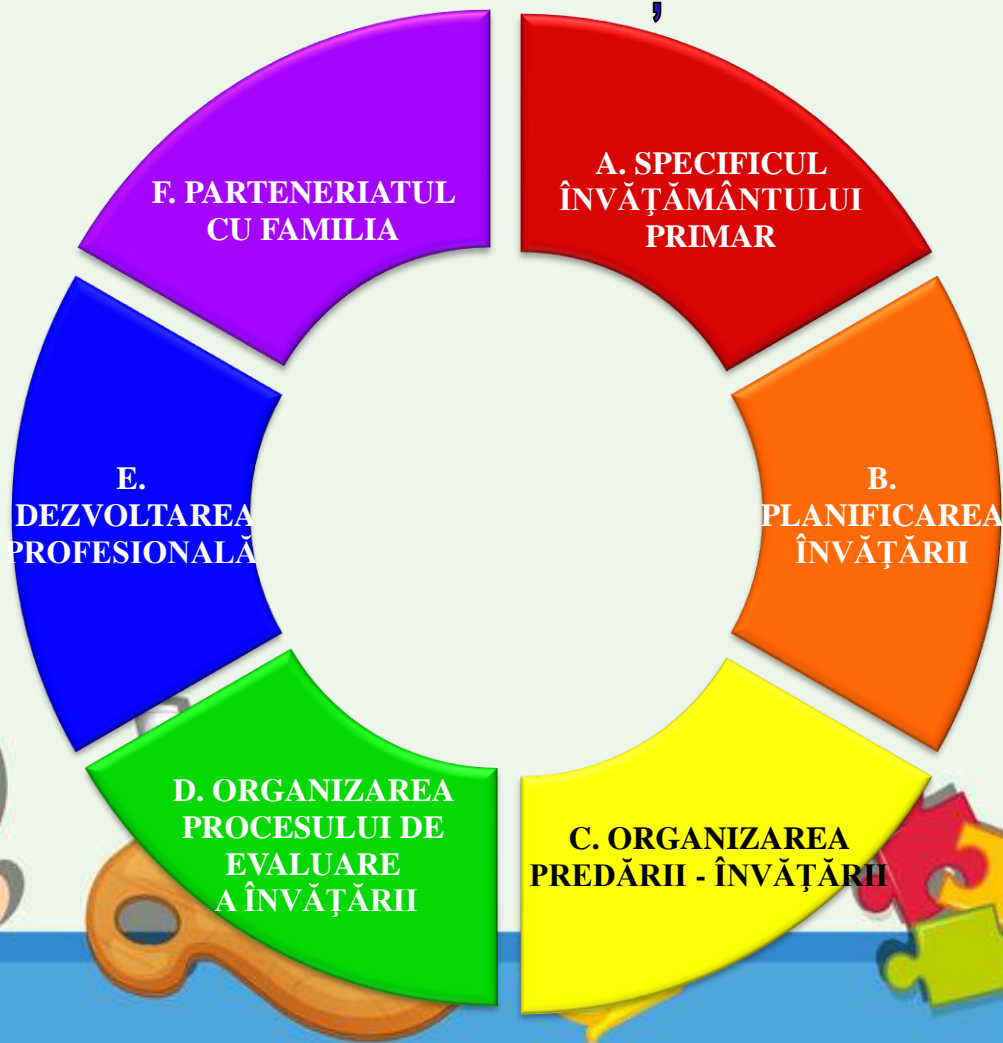 A. SPECIFICUL
ÎNVĂŢĂMÂNTULUI
PRIMAR
B.
PLANIFICAREA
ÎNVĂŢĂRII
C. ORGANIZAREA
PREDĂRII - ÎNVĂŢĂRII
D. ORGANIZAREA
PROCESULUI DE
EVALUARE
A ÎNVĂŢĂRII
E.
DEZVOLTAREA
PROFESIONALĂ
F. PARTENERIATUL
CU FAMILIA